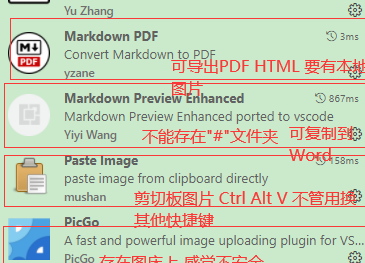 Yu Zhang
M↓
PDF
Markdown PDF
3ms
Convert Markdown to PDF
yzane
可导出PDF HTML 要有本地
图片
Markdown Preview Enhanced
867ms
Markdown Preview Enhanced ported to vscode
Yiyi Wang
不能存在"#"文件夹
可复制到
Word
Paste Image
158ms
paste image from clipboard directly
mushan
剪切板图片 Ctrl Alt V 不管用换
其他快捷键
PicGo
A fast and powerful image uploading plugin for VS...
PicGo
存在图床上 感觉不安全